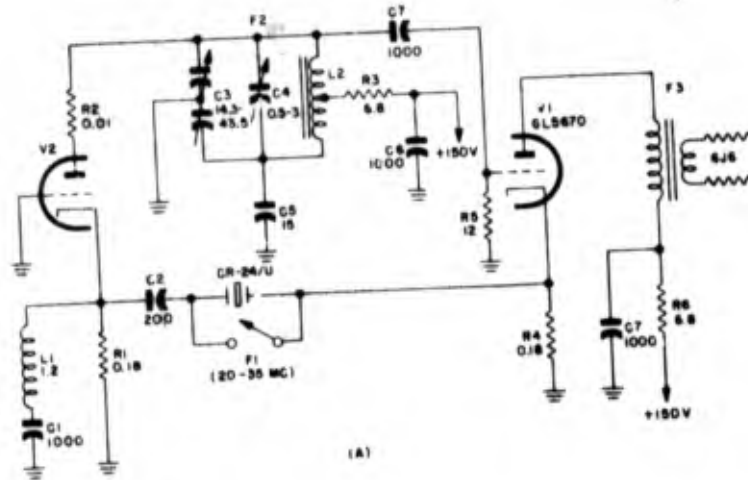 F2
C7
1000
R2
0.01
C3
14.3-
43.5
C4
0.5-3
L2
R3
6.8
C6
1000
+150V
V1
GL5670
F3
6J6
V2
C5
15
R5
12
C2
200
CR-24/U
F1
(20-35 MC)
L1
1.2
R1
0.18
C1
1000
R4
0.18
C7
1000
R6
6.8
+150V
(A)